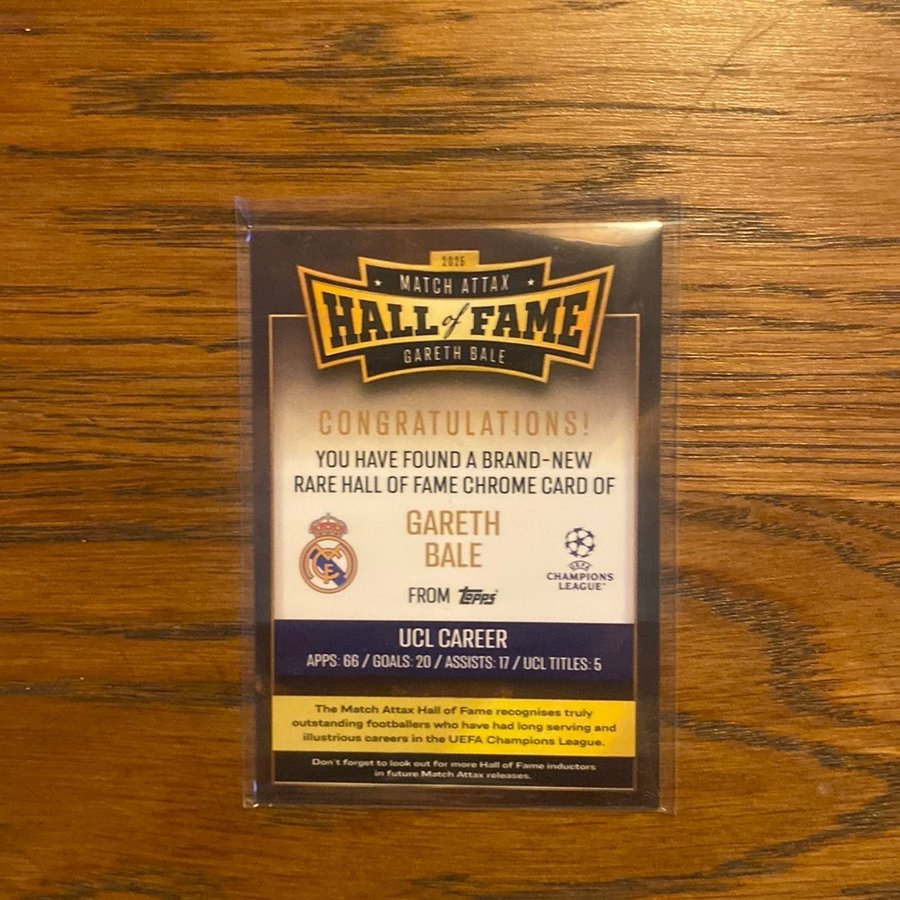 2025
MATCH ATTAX
HALL of FAME
GARETH BALE
CONGRATULATIONS!
YOU HAVE FOUND A BRAND-NEW
RARE HALL OF FAME CHROME CARD OF
GARETH
BALE
UEFA
CHAMPIONS
LEAGUE
FROM Topps
UCL CAREER
APPS: 66 / GOALS: 20 / ASSISTS: 17 / UCL TITLES: 5
The Match Attax Hall of Fame recognises truly
outstanding footballers who have had long serving and
illustrious careers in the UEFA Champions League.
Don't forget to look out for more Hall of Fame inductors
in future Match Attax releases.